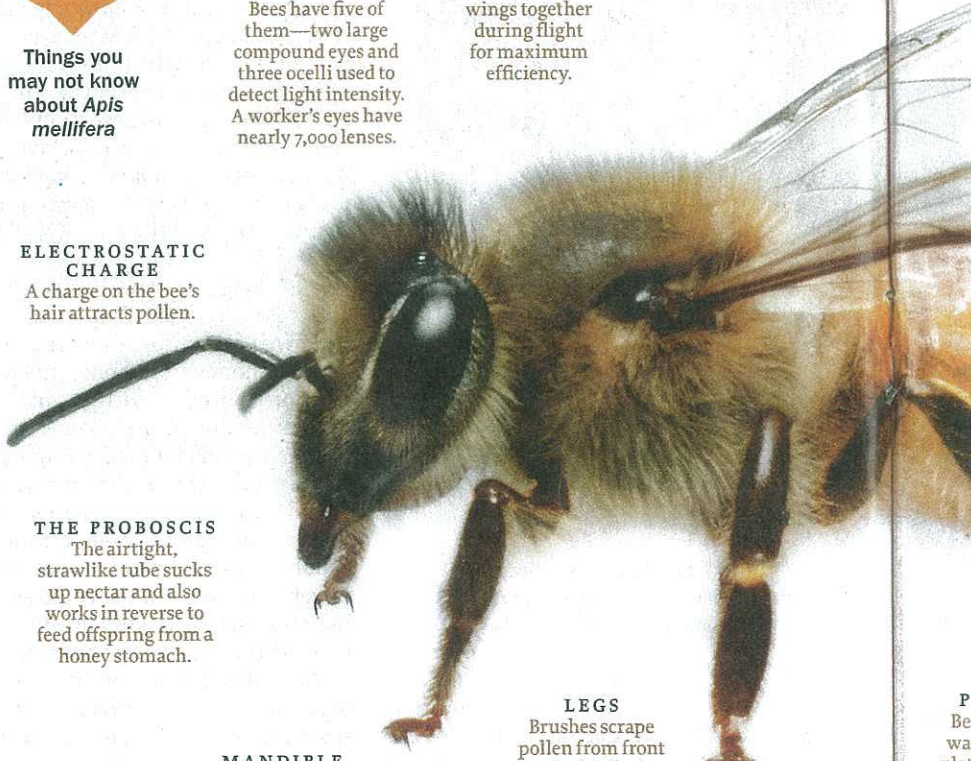 Things you
may not know
about Apis
mellifera
Bees have five of
them—two large
compound eyes and
three ocelli used to
detect light intensity.
A worker's eyes have
nearly 7,000 lenses.
wings together
during flight
for maximum
efficiency.
ELECTROSTATIC
CHARGE
A charge on the bee's
hair attracts pollen.
THE PROBOSCIS
The airtight,
strawlike tube sucks
up nectar and also
works in reverse to
feed offspring from a
honey stomach.
MANDIBLE
LEGS
Brushes scrape
pollen from front
P
Be
wa